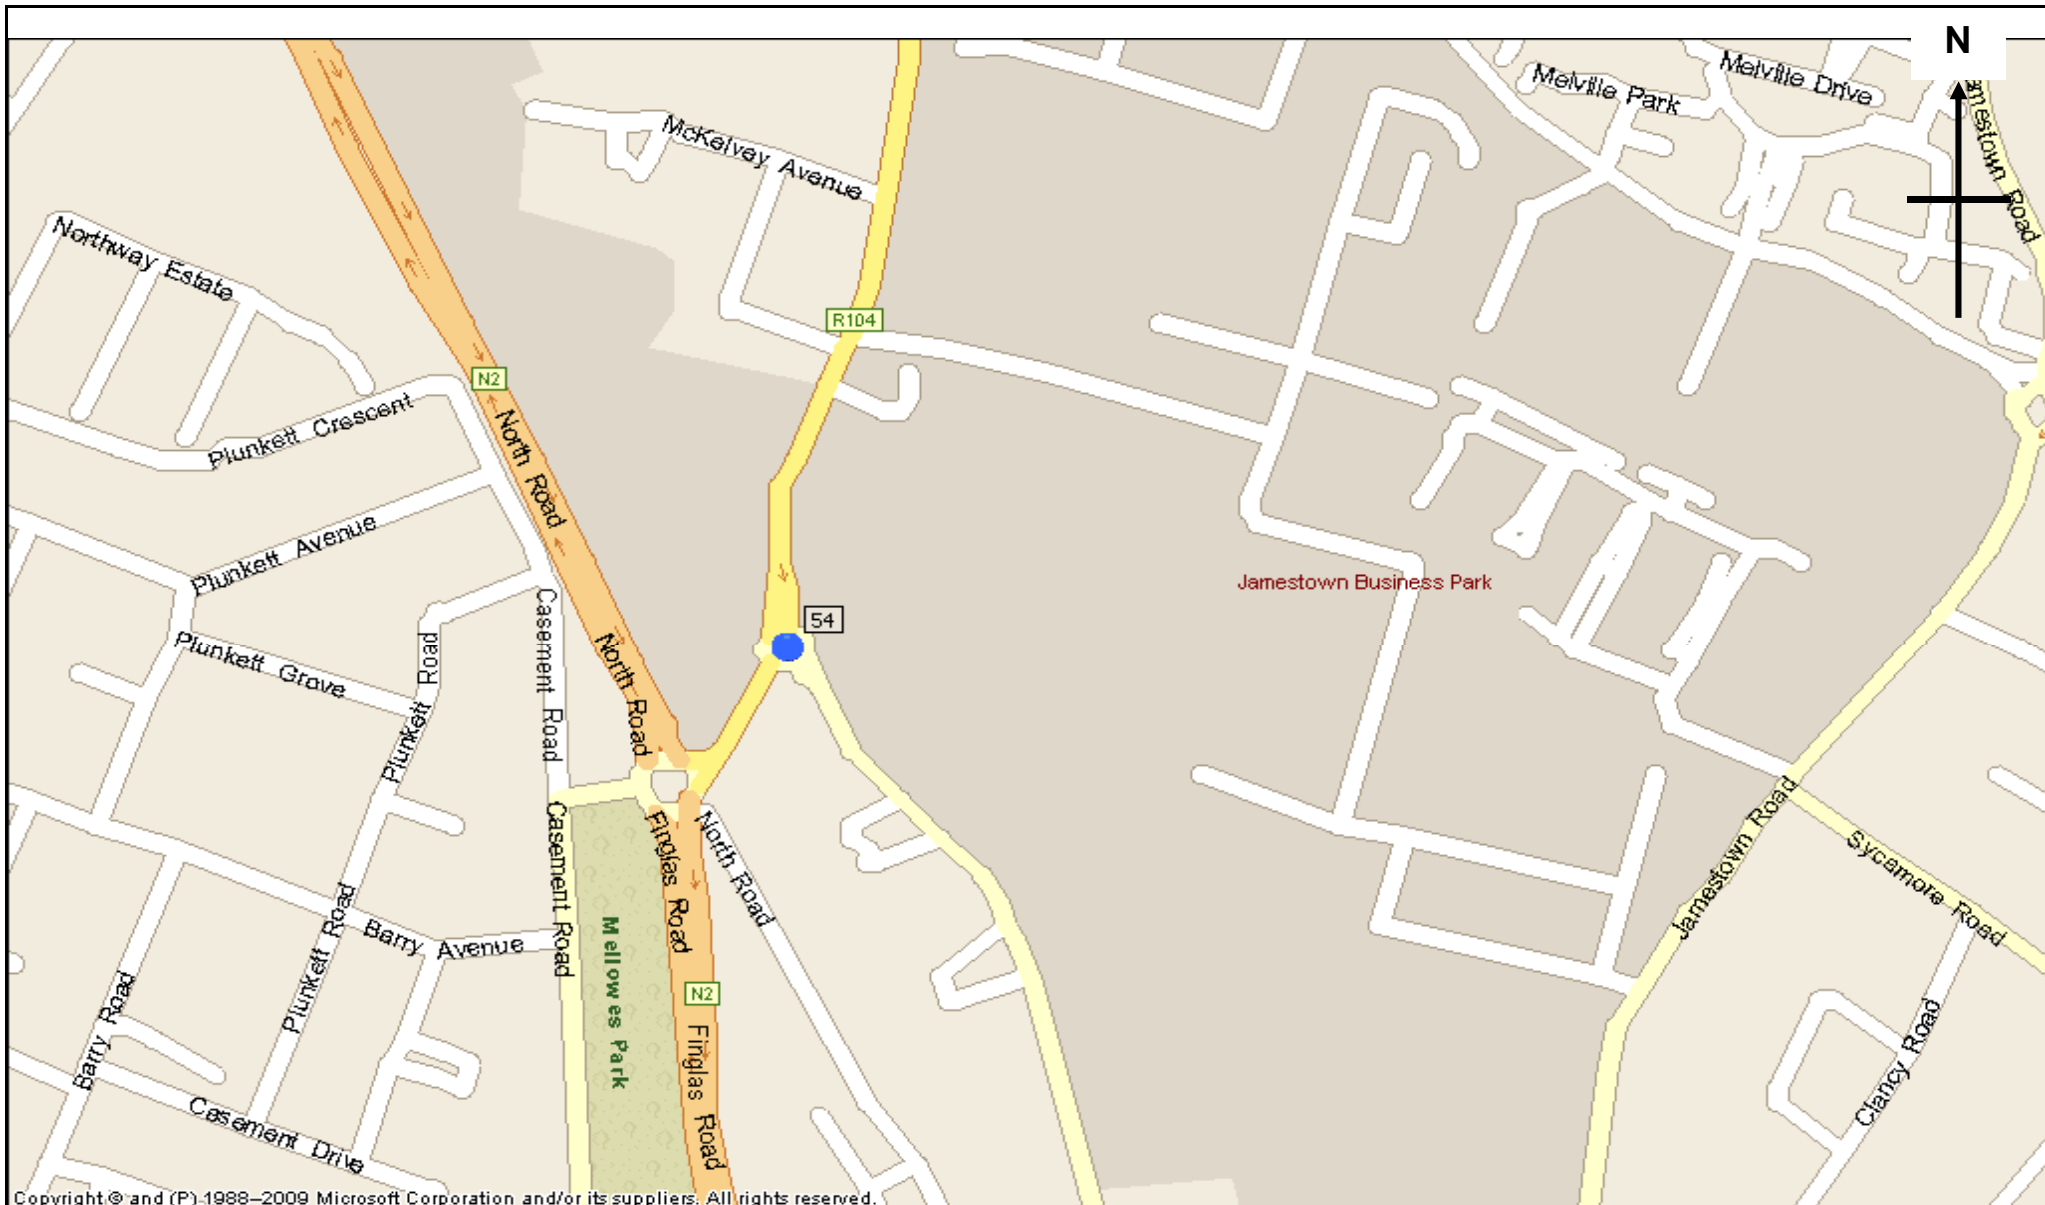 N
Melville Drive
Melville Park
amestown Road
McKelvey Avenue
Northway Estate
R104
N2
Plunkett Crescent
North Road
Plunkett Avenue
Jamestown Business Park
54
Casement Road
Plunkett Grove
Plunkett Road
North Road
Plunkett Road
Casement Road
Finglas Road
North Road
Jamestown Road
Sycamore Road
Plunkett Road
Barry Avenue
Mellowes Park
N2
Barry Road
Finglas Road
Clancy Road
Casement Drive
Copyright © and (P) 1988–2009 Microsoft Corporation and/or its suppliers. All rights reserved.